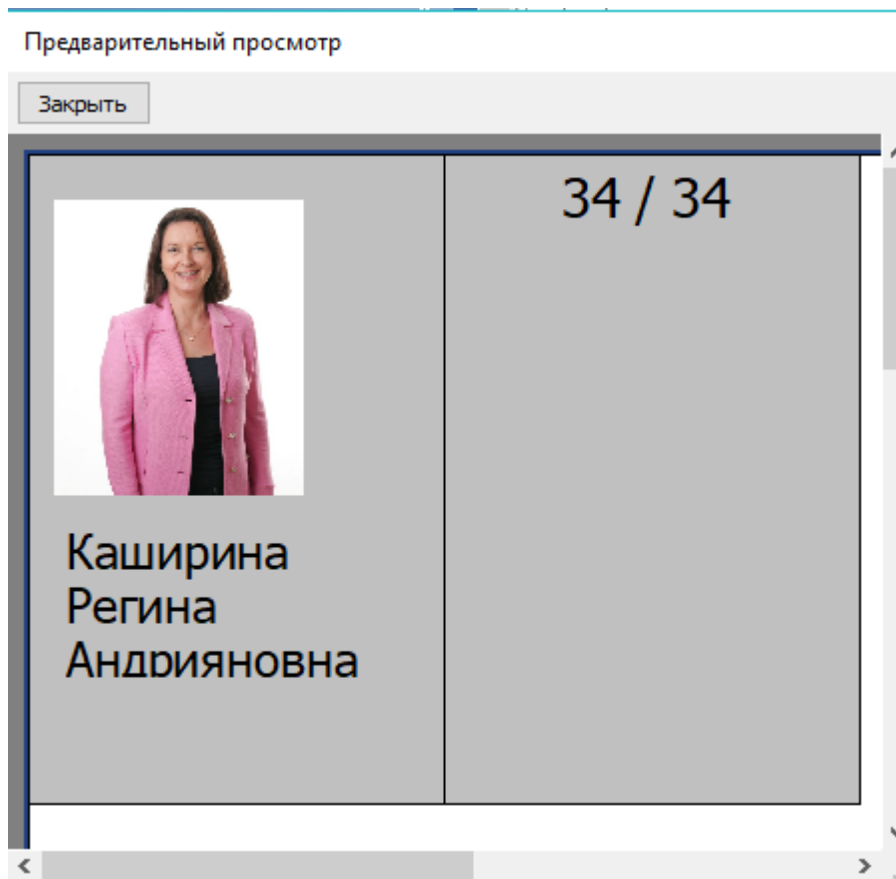 Предварительный просмотр
Закрыть
34 / 34
Каширина
Регина
Андрияновна